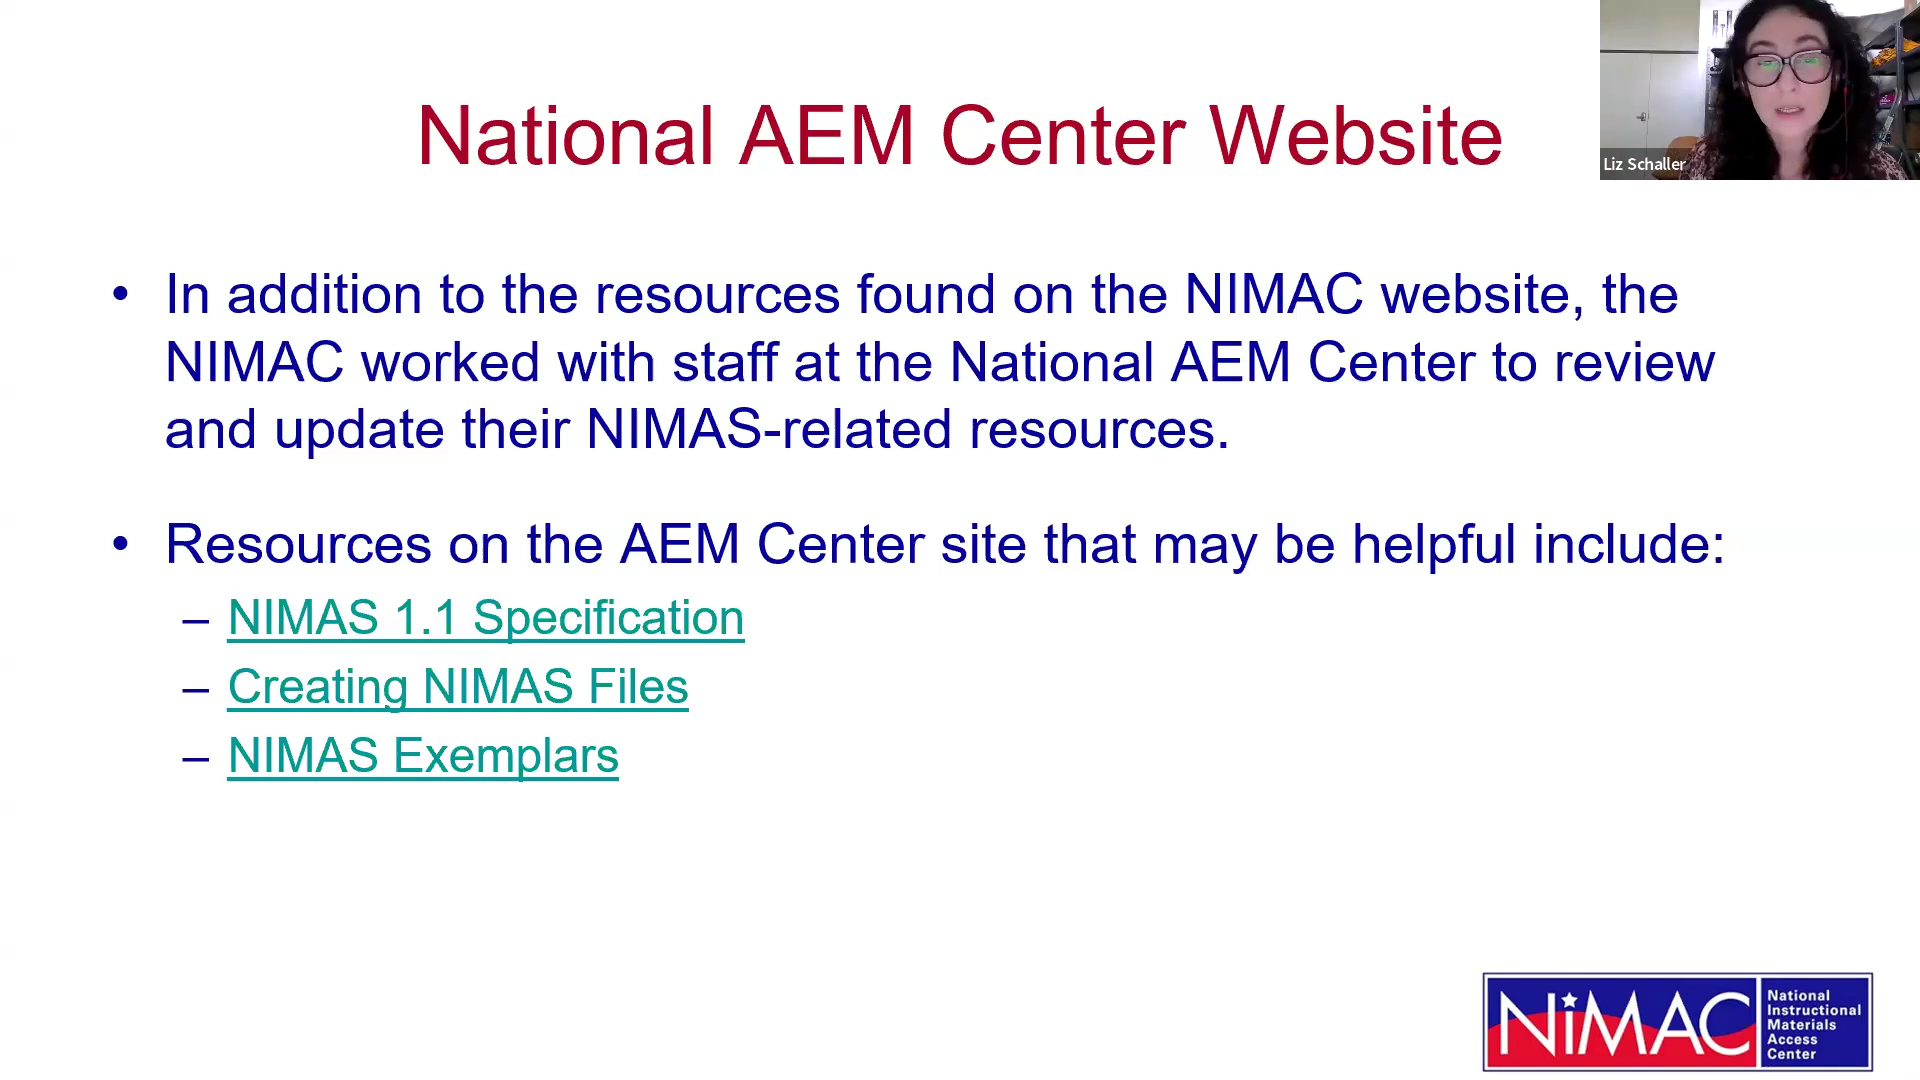 National AEM Center Website
Liz Schaller
• In addition to the resources found on the NIMAC website, the
NIMAC worked with staff at the National AEM Center to review
and update their NIMAS-related resources.
• Resources on the AEM Center site that may be helpful include:
– NIMAS 1.1 Specification
– Creating NIMAS Files
– NIMAS Exemplars
NiMAC
National
Instructional
Materials
Access
Center